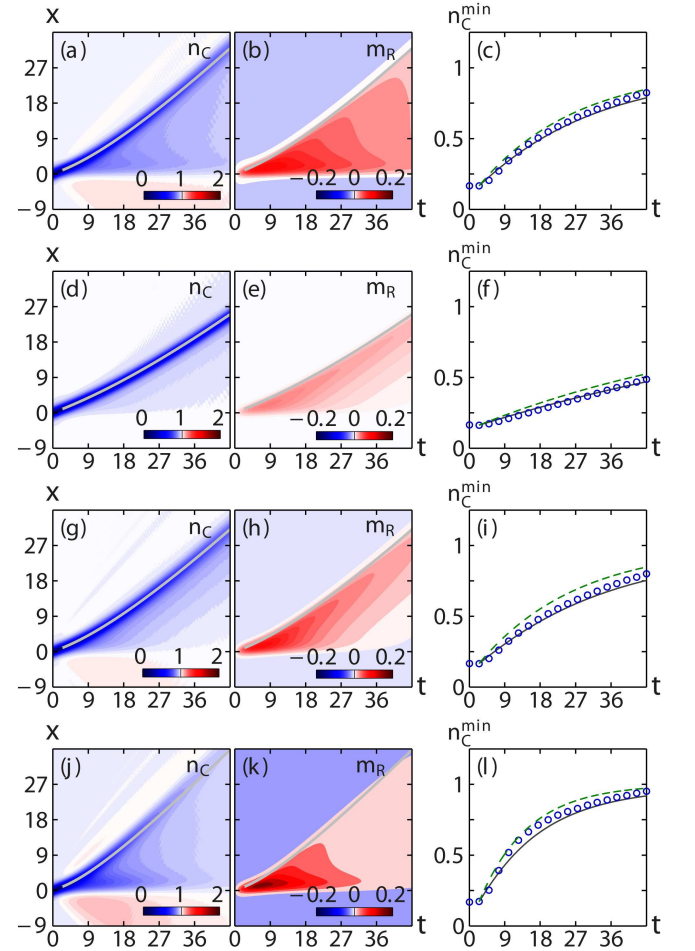 x n_C^min
(a) n_C (b) m_R (c)
27 1
18
9 0.5
0
−9 0 1 2 −0.2 0 0.2 0
0 9 18 27 36 0 9 18 27 36 t 0 9 18 27 36 t
x n_C^min
(d) n_C (e) m_R (f)
27 1
18
9 0.5
0
−9 0 1 2 −0.2 0 0.2 0
0 9 18 27 36 0 9 18 27 36 t 0 9 18 27 36 t
x n_C^min
(g) n_C (h) m_R (i)
27 1
18
9 0.5
0
−9 0 1 2 −0.2 0 0.2 0
0 9 18 27 36 0 9 18 27 36 t 0 9 18 27 36 t
x n_C^min
(j) n_C (k) m_R (l)
27 1
18
9 0.5
0
−9 0 1 2 −0.2 0 0.2 0
0 9 18 27 36 0 9 18 27 36 t 0 9 18 27 36 t